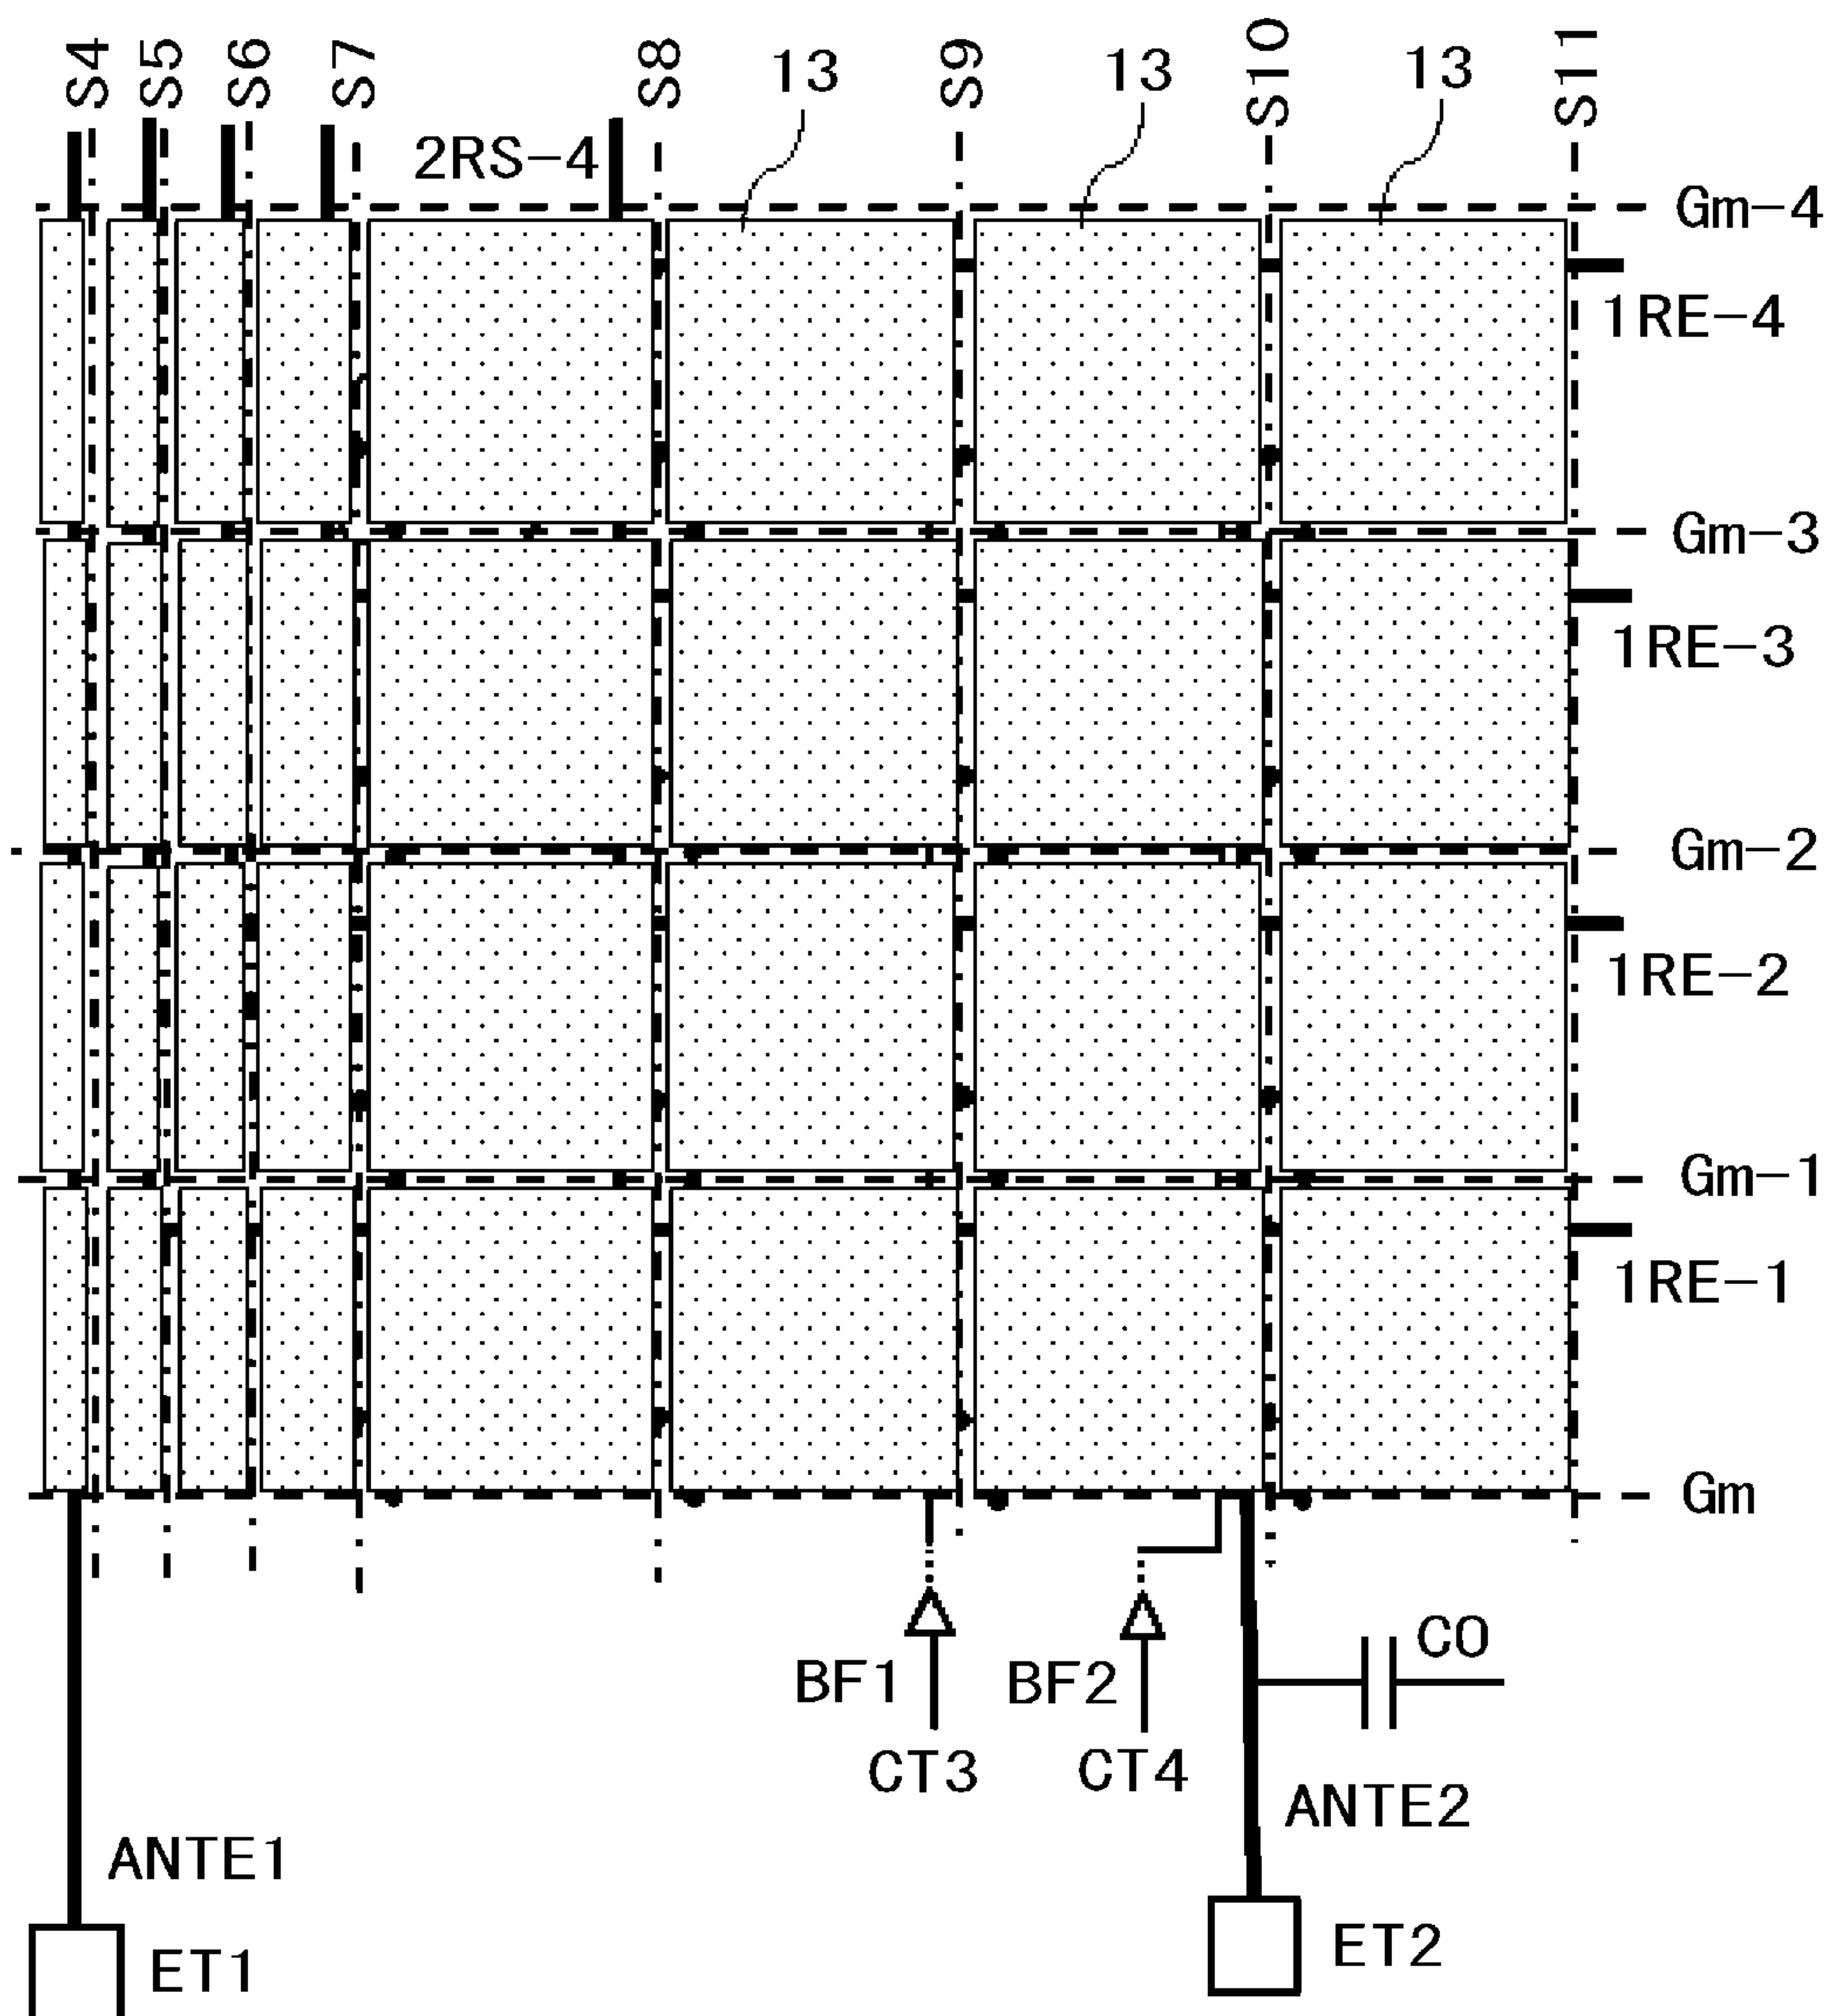 S4
S5
S6
S7
S8
13
S9
13
S10
13
S11
2RS-4
Gm-4
1RE-4
Gm-3
1RE-3
Gm-2
1RE-2
Gm-1
1RE-1
Gm
BF1
BF2
CO
CT3
CT4
ANTE2
ANTE1
ET1
ET2